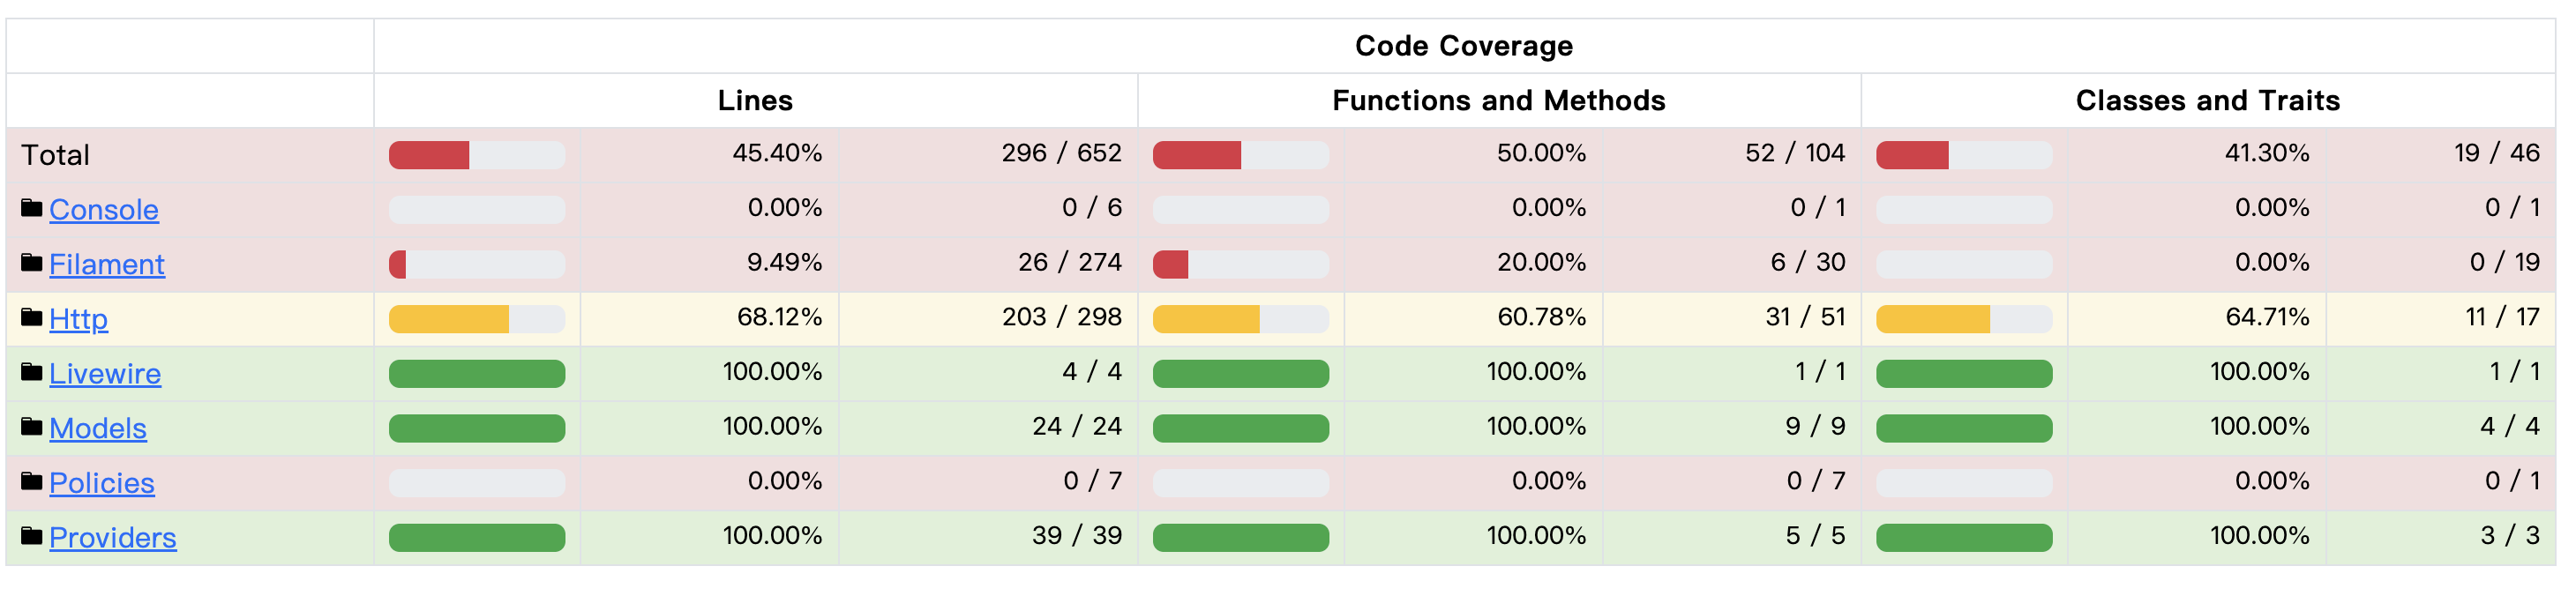 Code Coverage
Lines Functions and Methods Classes and Traits
Total 45.40% 296 / 652 50.00% 52 / 104 41.30% 19 / 46
Console 0.00% 0 / 6 0.00% 0 / 1 0.00% 0 / 1
Filament 9.49% 26 / 274 20.00% 6 / 30 0.00% 0 / 19
Http 68.12% 203 / 298 60.78% 31 / 51 64.71% 11 / 17
Livewire 100.00% 4 / 4 100.00% 1 / 1 100.00% 1 / 1
Models 100.00% 24 / 24 100.00% 9 / 9 100.00% 4 / 4
Policies 0.00% 0 / 7 0.00% 0 / 7 0.00% 0 / 1
Providers 100.00% 39 / 39 100.00% 5 / 5 100.00% 3 / 3